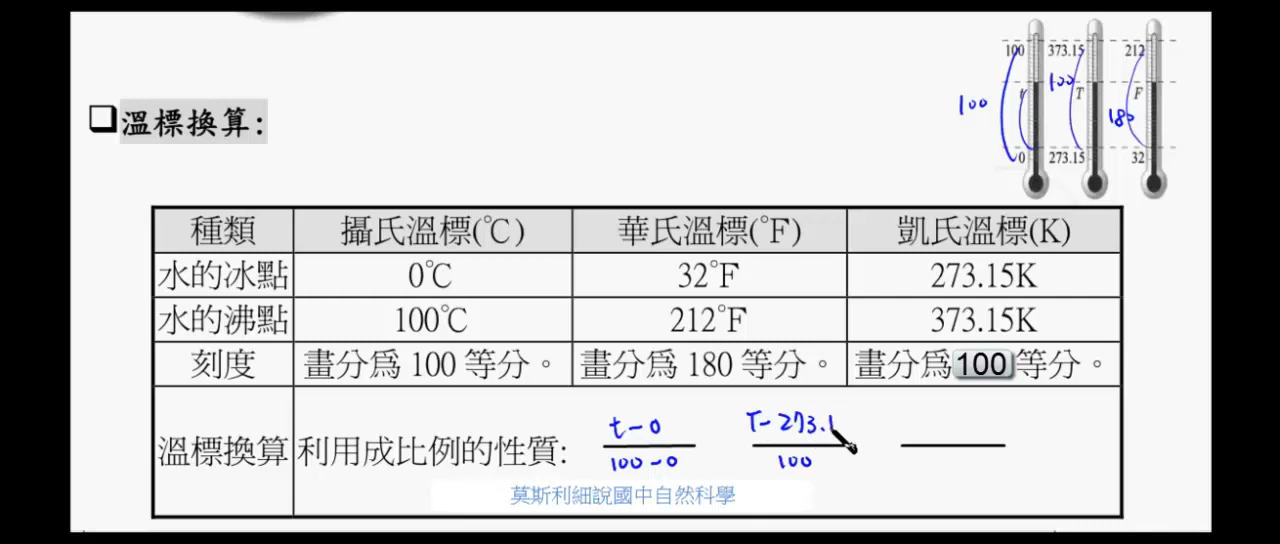 100 373.15 212
100 100 180
t T F
0 273.15 32
溫標換算:
種類 攝氏溫標(℃) 華氏溫標(°F) 凱氏溫標(K)
水的冰點 0℃ 32°F 273.15K
水的沸點 100℃ 212°F 373.15K
刻度 畫分爲 100 等分。 畫分爲 180 等分。 畫分爲 100 等分。
t-0 T-273.1
溫標換算 利用成比例的性質:
100-0 100
莫斯利細說國中自然科學